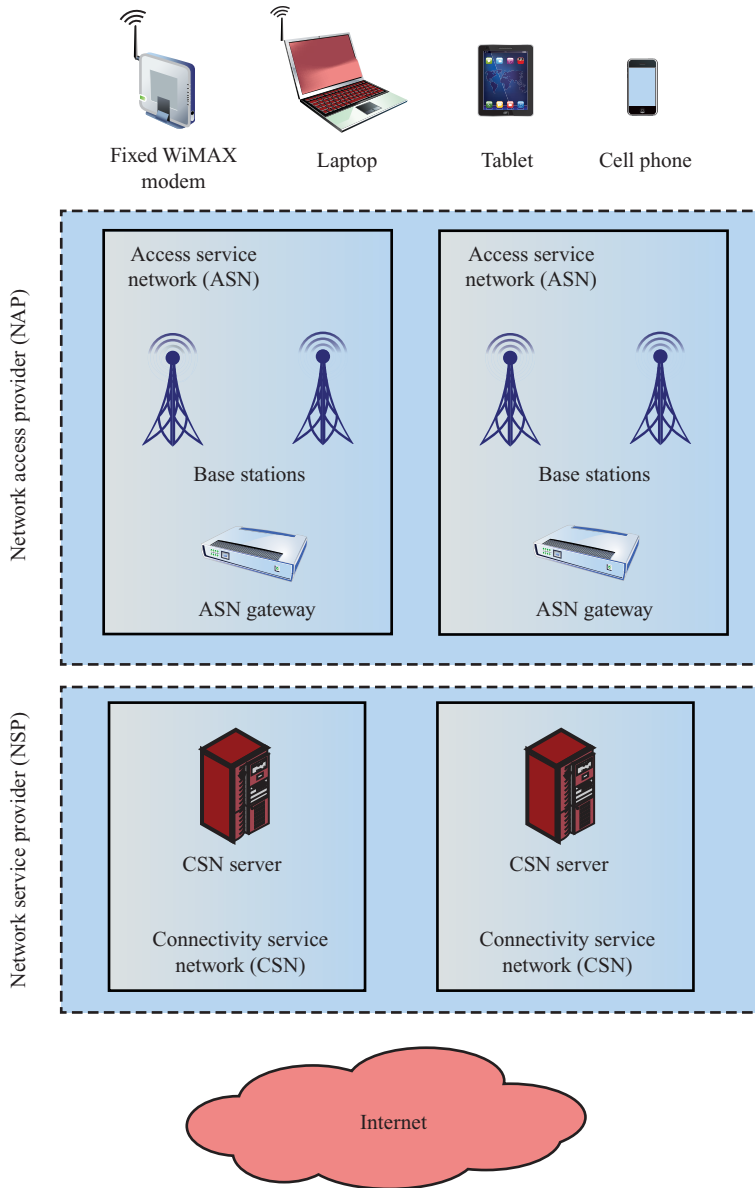 Fixed WiMAX
modem
Laptop
Tablet
Cell phone
Network access provider (NAP)
Access service
network (ASN)
Base stations
ASN gateway
Access service
network (ASN)
Base stations
ASN gateway
Network service provider (NSP)
CSN server
Connectivity service
network (CSN)
CSN server
Connectivity service
network (CSN)
Internet